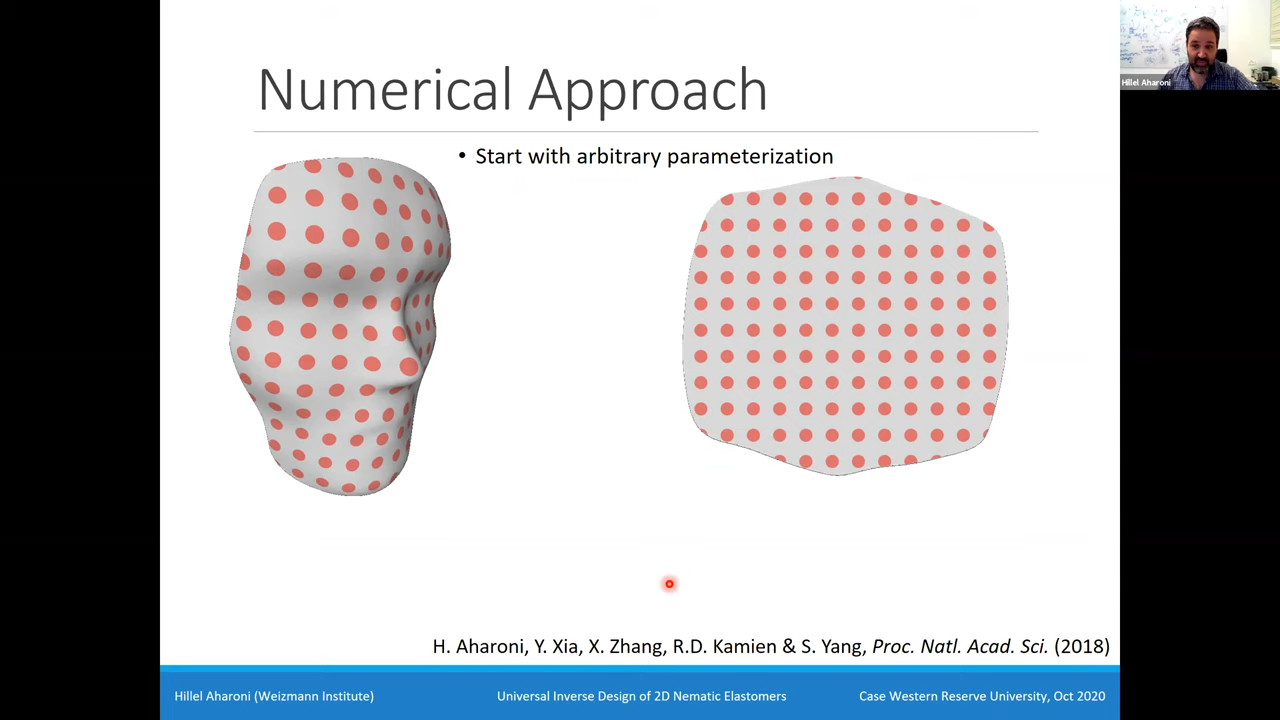 Numerical Approach
• Start with arbitrary parameterization
Hillel Aharoni
H. Aharoni, Y. Xia, X. Zhang, R.D. Kamien & S. Yang, Proc. Natl. Acad. Sci. (2018)
Hillel Aharoni (Weizmann Institute)
Universal Inverse Design of 2D Nematic Elastomers
Case Western Reserve University, Oct 2020